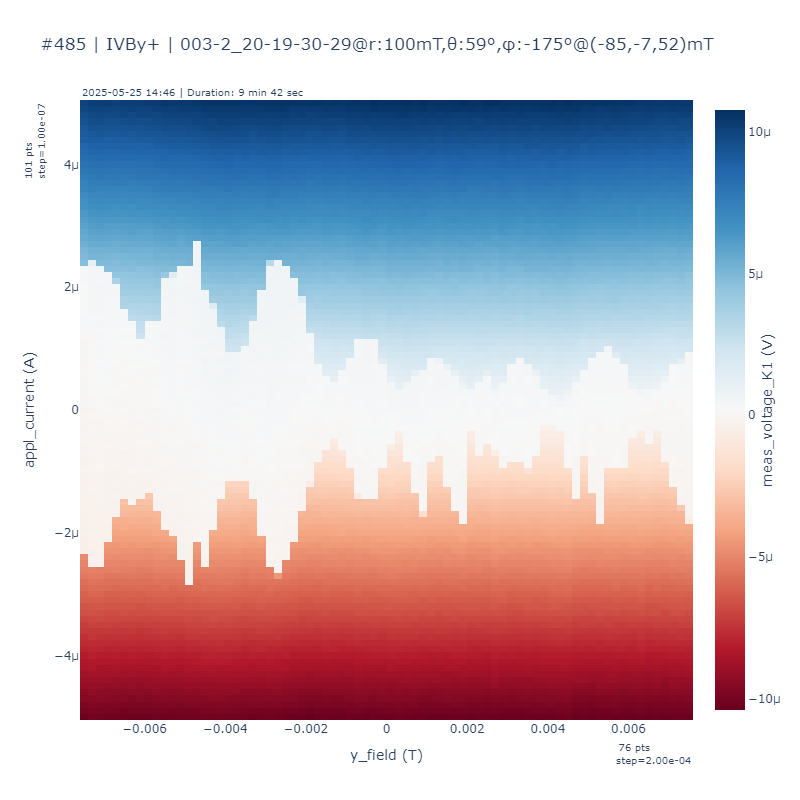 #485 | IVBy+ | 003-2_20-19-30-29@r:100mT,θ:59°,φ:-175°@(-85,-7,52)mT
2025-05-25 14:46 | Duration: 9 min 42 sec
101 pts
step=1.00e-07
4μ
2μ
0
−2μ
−4μ
appl_current (A)
−0.006
−0.004
−0.002
0
0.002
0.004
0.006
y_field (T)
76 pts
step=2.00e-04
10μ
5μ
0
−5μ
−10μ
meas_voltage_K1 (V)